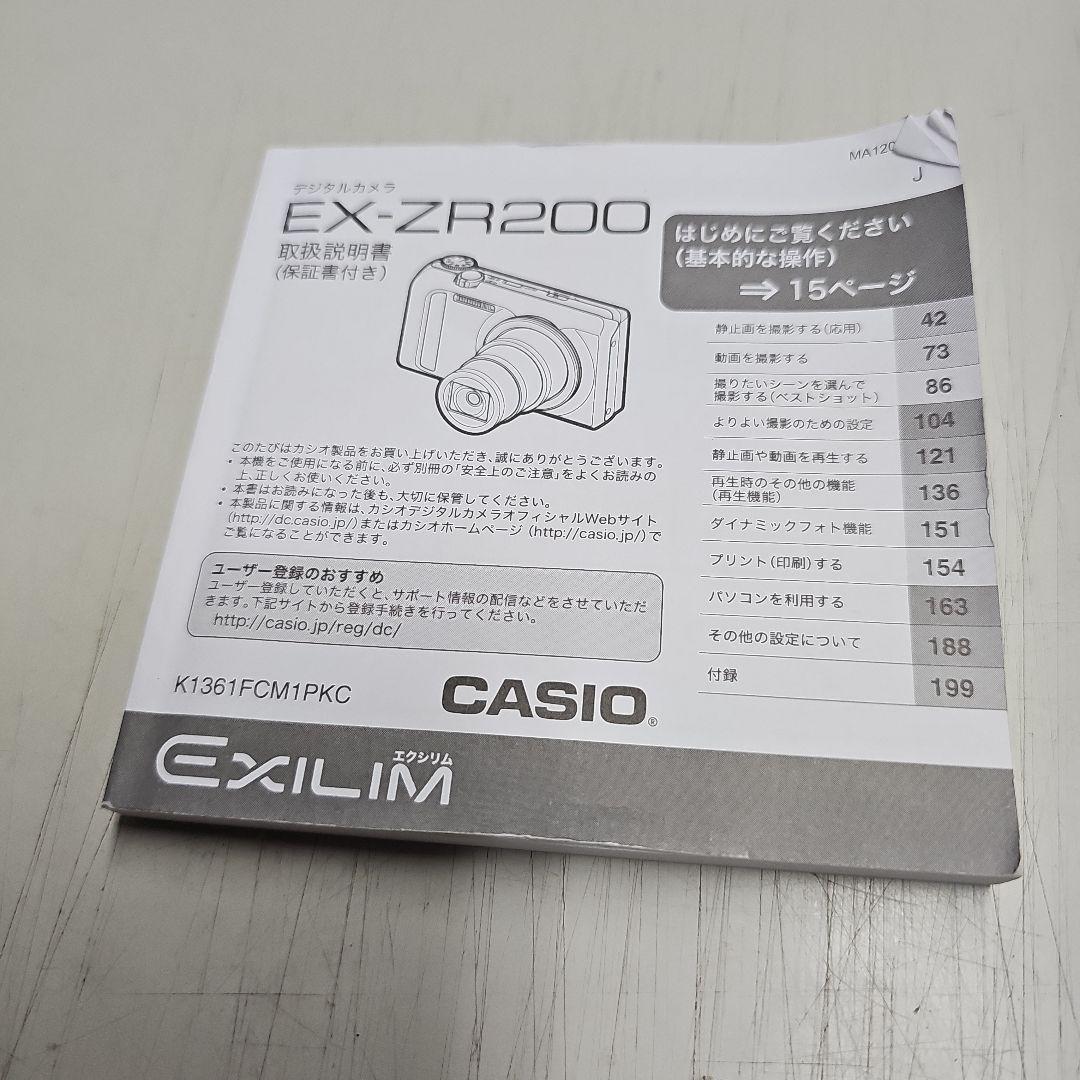 MA120
J
デジタルカメラ
EX-ZR200
取扱説明書
(保証書付き)
はじめにご覧ください
(基本的な操作)
⇒ 15ページ
静止画を撮影する(応用) 42
動画を撮影する 73
撮りたいシーンを選んで
撮影する(ベストショット) 86
よりよい撮影のための設定 104
静止画や動画を再生する 121
再生時のその他の機能
(再生機能) 136
ダイナミックフォト機能 151
プリント(印刷)する 154
パソコンを利用する 163
その他の設定について 188
付録 199
このたびはカシオ製品をお買い上げいただき、誠にありがとうございます。
• 本機をご使用になる前に、必ず別冊の「安全上のご注意」をよくお読みの
上、正しくお使いください。
• 本書はお読みになった後も、大切に保管してください。
• 本製品に関する情報は、カシオデジタルカメラオフィシャルWebサイト
(http://dc.casio.jp/)またはカシオホームページ(http://casio.jp/)で
ご覧になることができます。
ユーザー登録のおすすめ
ユーザー登録していただくと、サポート情報の配信などをさせていただ
きます。下記サイトから登録手続きを行ってください。
http://casio.jp/reg/dc/
K1361FCM1PKC
CASIO®
エクシリム
EXILIM